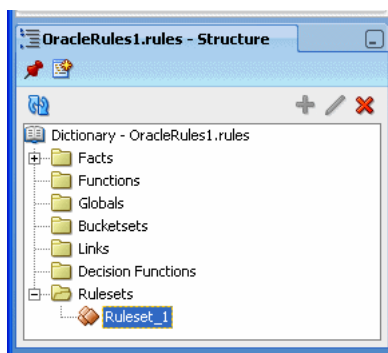 OracleRules1.rules - Structure
Dictionary - OracleRules1.rules
Facts
Functions
Globals
Bucketsets
Links
Decision Functions
Rulesets
Ruleset_1